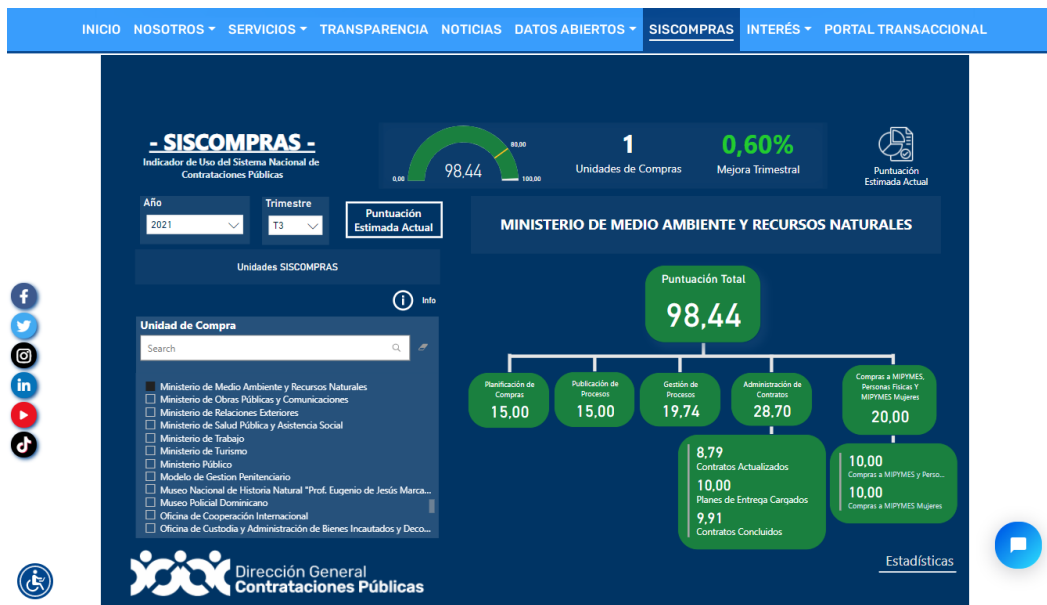 INICIO NOSOTROS SERVICIOS TRANSPARENCIA NOTICIAS DATOS ABIERTOS SISCOMPRAS INTERÉS PORTAL TRANSACCIONAL
- SISCOMPRAS -
Indicador de Uso del Sistema Nacional de
Contrataciones Públicas
0,00
98,44
80,00
100,00
1
Unidades de Compras
0,60%
Mejora Trimestral
Puntuación
Estimada Actual
Año
2021
Trimestre
T3
Puntuación
Estimada Actual
MINISTERIO DE MEDIO AMBIENTE Y RECURSOS NATURALES
Unidades SISCOMPRAS
Info
Unidad de Compra
Search
Ministerio de Medio Ambiente y Recursos Naturales
Ministerio de Obras Públicas y Comunicaciones
Ministerio de Relaciones Exteriores
Ministerio de Salud Pública y Asistencia Social
Ministerio de Trabajo
Ministerio de Turismo
Ministerio Público
Modelo de Gestion Penitenciario
Museo Nacional de Historia Natural "Prof. Eugenio de Jesús Marca...
Museo Policial Dominicano
Oficina de Cooperación Internacional
Oficina de Custodia y Administración de Bienes Incautados y Deco...
Puntuación Total
98,44
Planificación de
Compras
15,00
Publicación de
Procesos
15,00
Gestión de
Procesos
19,74
Administración de
Contratos
28,70
Compras a MIPYMES,
Personas Fisicas Y
MIPYMES Mujeres
20,00
8,79
Contratos Actualizados
10,00
Planes de Entrega Cargados
9,91
Contratos Concluidos
10,00
Compras a MIPYMES y Perso...
10,00
Compras a MIPYMES Mujeres
Dirección General
Contrataciones Públicas
Estadísticas